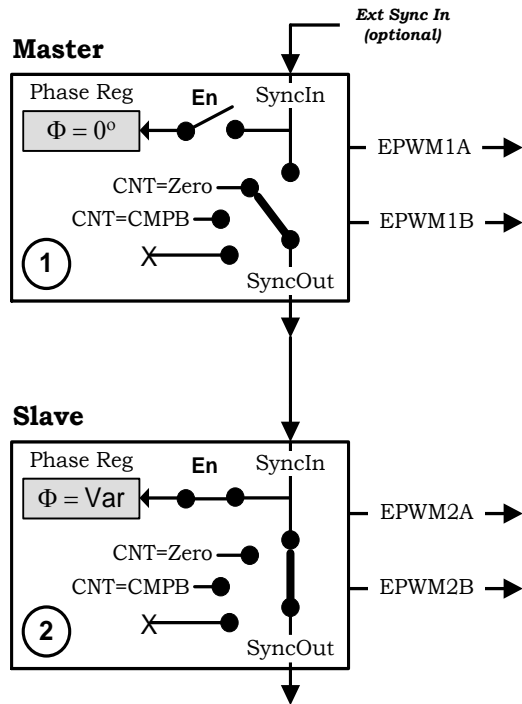 Ext Sync In
(optional)
Master
Phase Reg
En
SyncIn
Φ = 0º
EPWM1A
CNT=Zero
CNT=CMPB
EPWM1B
X
1
SyncOut
Slave
Phase Reg
En
SyncIn
Φ = Var
EPWM2A
CNT=Zero
CNT=CMPB
EPWM2B
X
2
SyncOut